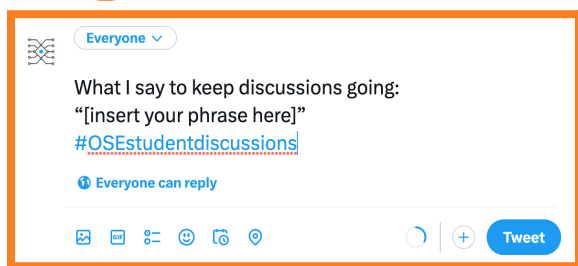 Everyone
What I say to keep discussions going:
“[insert your phrase here]”
#OSEstudentdiscussions
Everyone can reply
GIF
Tweet